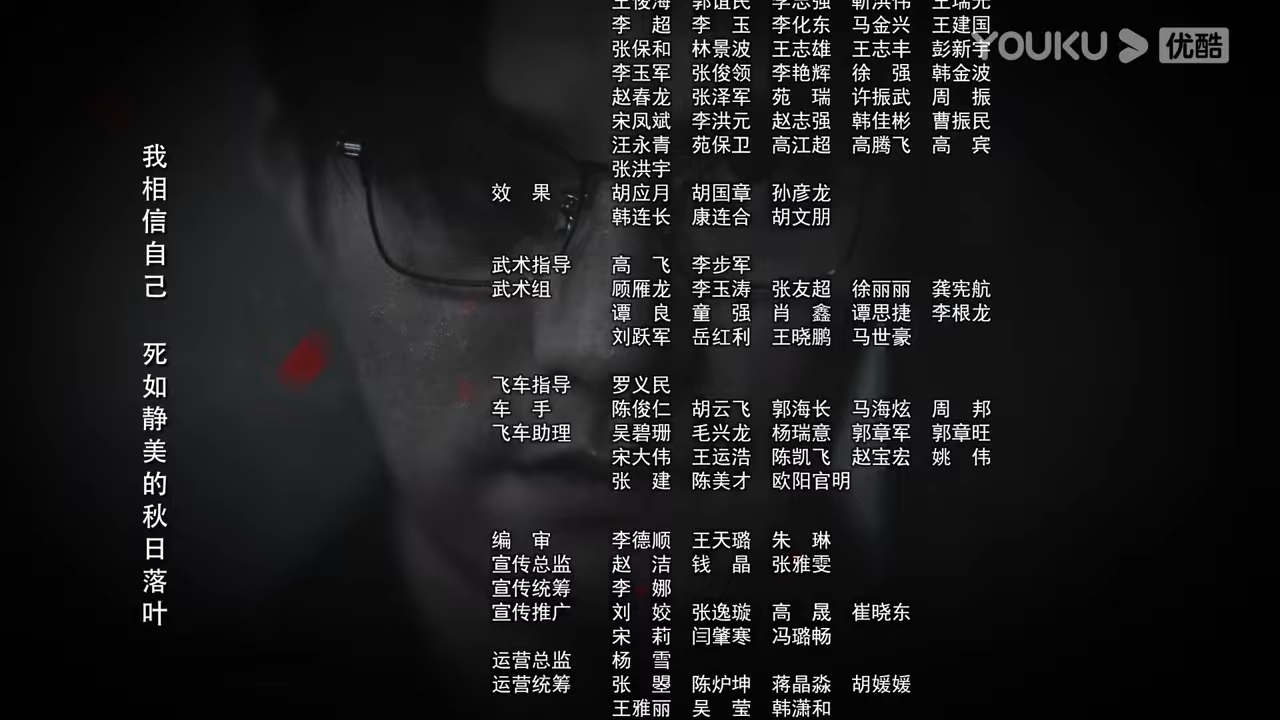 王俊海 郭谊民 李志强 靳洪伟 王瑞光
李 超 李 玉 李化东 马金兴 王建国
YOUKU 优酷
张保和 林景波 王志雄 王志丰 彭新宇
李玉军 张俊领 李艳辉 徐 强 韩金波
赵春龙 张泽军 苑 瑞 许振武 周 振
宋凤斌 李洪元 赵志强 韩佳彬 曹振民
汪永青 苑保卫 高江超 高腾飞 高 宾
张洪宇
效 果 胡应月 胡国章 孙彦龙
韩连长 康连合 胡文朋
武术指导 高 飞 李步军
武术组 顾雁龙 李玉涛 张友超 徐丽丽 龚宪航
谭 良 童 强 肖 鑫 谭思捷 李根龙
刘跃军 岳红利 王晓鹏 马世豪
飞车指导 罗义民
车 手 陈俊仁 胡云飞 郭海长 马海炫 周 邦
飞车助理 吴碧珊 毛兴龙 杨瑞意 郭章军 郭章旺
宋大伟 王运浩 陈凯飞 赵宝宏 姚 伟
张 建 陈美才 欧阳官明
编 审 李德顺 王天璐 朱 琳
宣传总监 赵 洁 钱 晶 张雅雯
宣传统筹 李 娜
宣传推广 刘 姣 张逸璇 高 晟 崔晓东
宋 莉 闫肇寒 冯璐畅
运营总监 杨 雪
运营统筹 张 曌 陈炉坤 蒋晶淼 胡媛媛
王雅丽 吴 莹 韩潇和
我相信自己 死如静美的秋日落叶